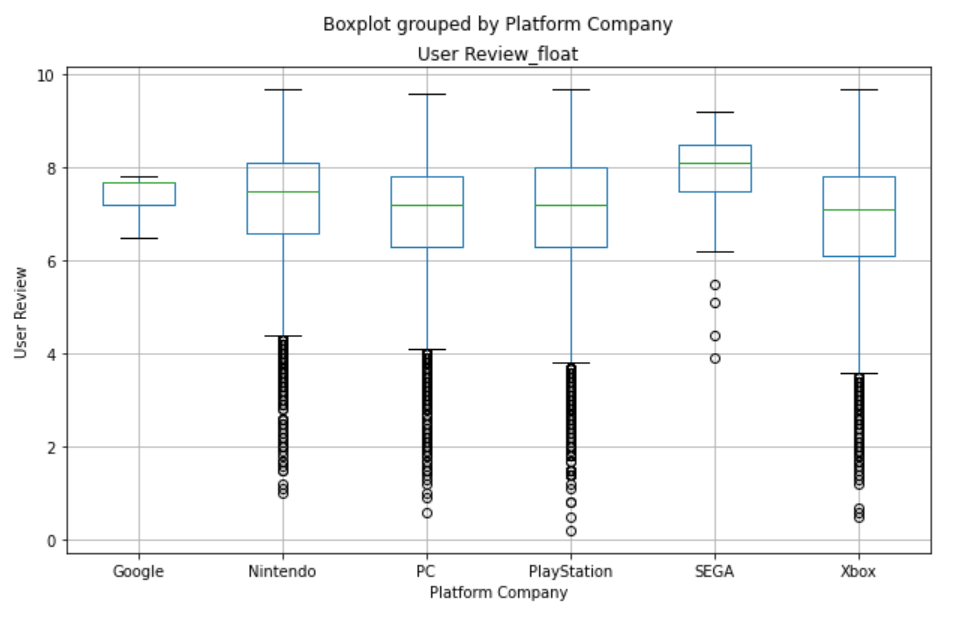 Boxplot grouped by Platform Company
User Review_float
10
8
6
4
2
0
User Review
Google
Nintendo
PC
PlayStation
SEGA
Xbox
Platform Company